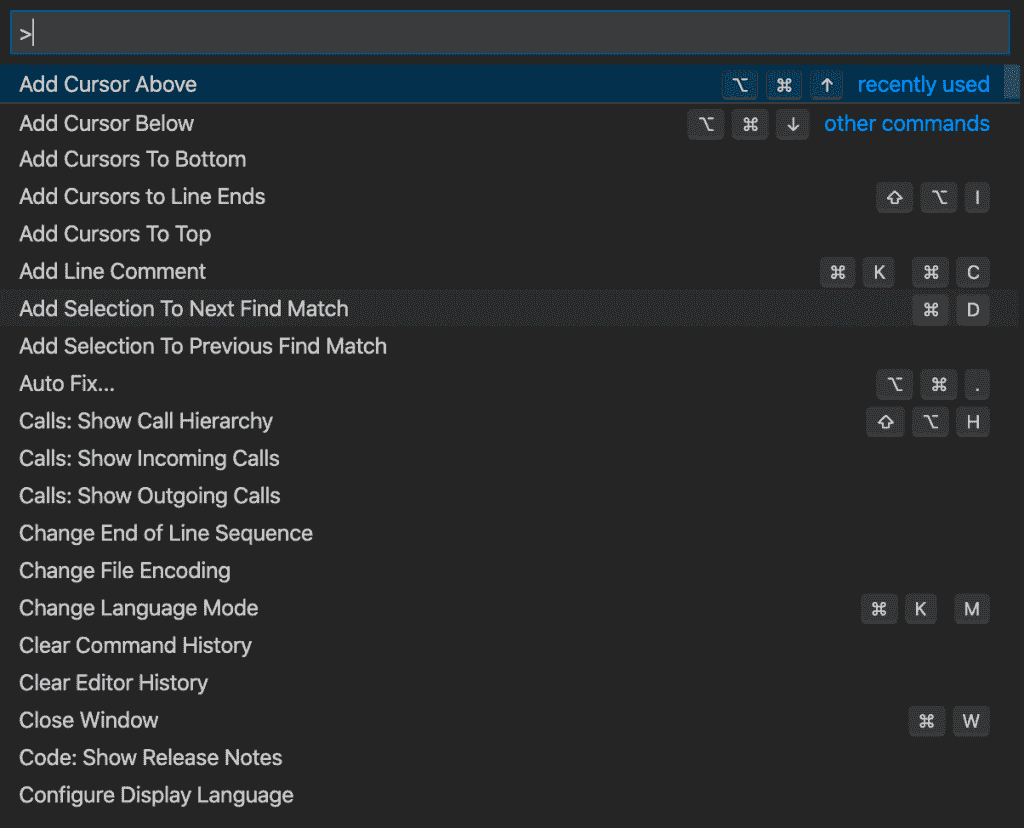 >
Add Cursor Above ⌥ ⌘ ↑ recently used
Add Cursor Below ⌥ ⌘ ↓ other commands
Add Cursors To Bottom
Add Cursors to Line Ends ⇧ ⌥ I
Add Cursors To Top
Add Line Comment ⌘ K ⌘ C
Add Selection To Next Find Match ⌘ D
Add Selection To Previous Find Match
Auto Fix... ⌥ ⌘ .
Calls: Show Call Hierarchy ⇧ ⌥ H
Calls: Show Incoming Calls
Calls: Show Outgoing Calls
Change End of Line Sequence
Change File Encoding
Change Language Mode ⌘ K M
Clear Command History
Clear Editor History
Close Window ⌘ W
Code: Show Release Notes
Configure Display Language